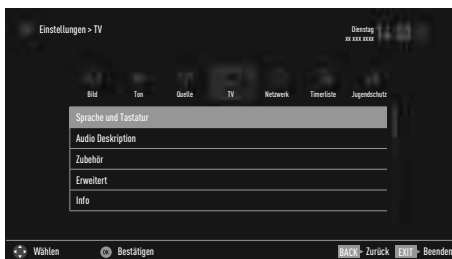 Einstellungen > TV
Dienstag
xx xxx xxxx
Bild Ton Quelle TV Netzwerk Timerliste Jugendschutz
Sprache und Tastatur
Audio Deskription
Zubehör
Erweitert
Info
Wählen OK Bestätigen BACK - Zurück EXIT - Beenden